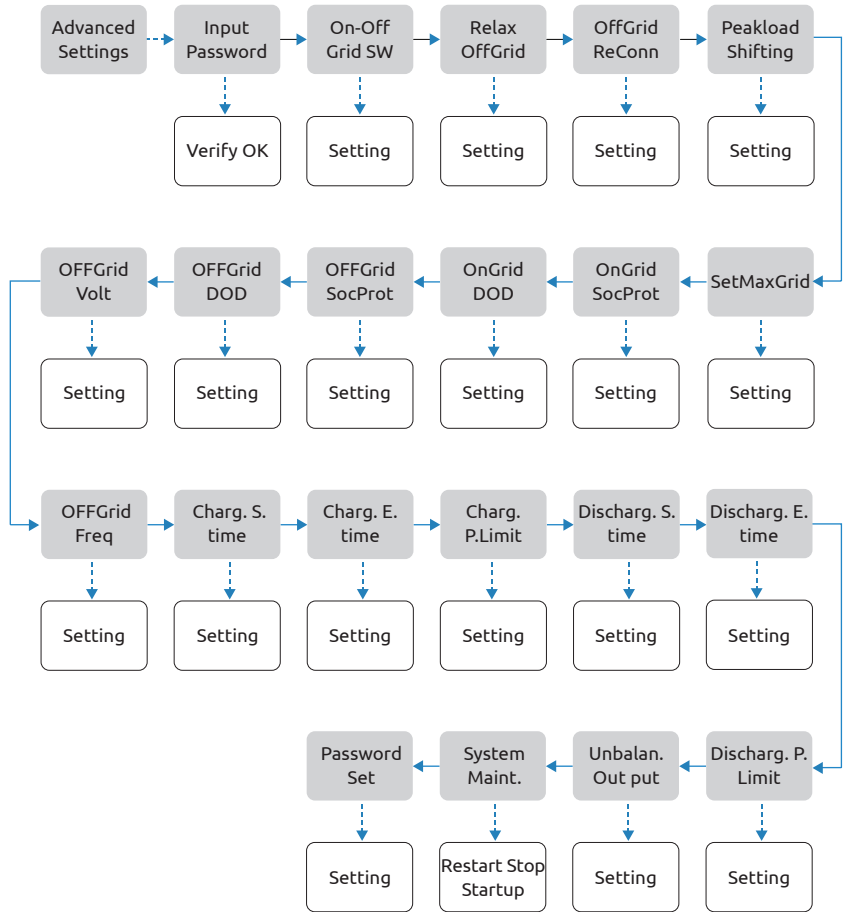 Advanced
Settings
Input
Password
On-Off
Grid SW
Relax
OffGrid
OffGrid
ReConn
Peakload
Shifting
Verify OK
Setting
Setting
Setting
Setting
OFFGrid
Volt
OFFGrid
DOD
OFFGrid
SocProt
OnGrid
DOD
OnGrid
SocProt
SetMaxGrid
Setting
Setting
Setting
Setting
Setting
Setting
OFFGrid
Freq
Charg. S.
time
Charg. E.
time
Charg.
P.Limit
Discharg. S.
time
Discharg. E.
time
Setting
Setting
Setting
Setting
Setting
Setting
Password
Set
System
Maint.
Unbalan.
Out put
Discharg. P.
Limit
Setting
Restart Stop
Startup
Setting
Setting